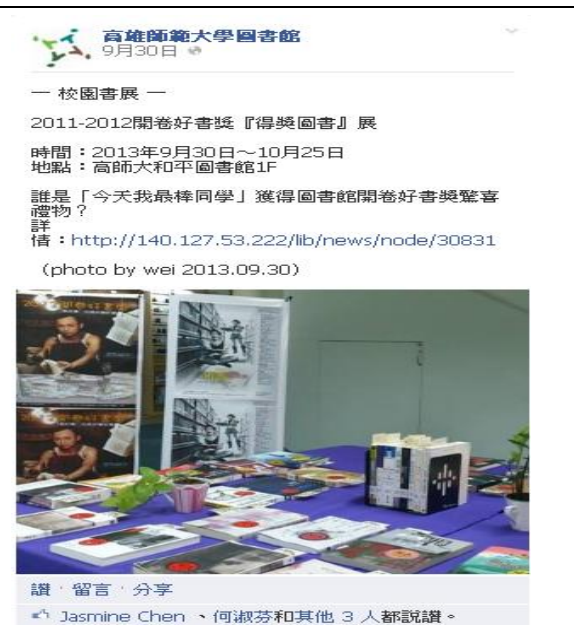 高雄師範大學圖書館
9月30日
— 校園書展 —
2011-2012開卷好書獎『得獎圖書』展
時間：2013年9月30日～10月25日
地點：高師大和平圖書館1F
誰是「今天我最棒同學」獲得圖書館開卷好書獎驚喜
禮物？
詳
情：http://140.127.53.222/lib/news/node/30831
(photo by wei 2013.09.30)
讚 · 留言 · 分享
Jasmine Chen 、何淑芬和其他 3 人都說讚。